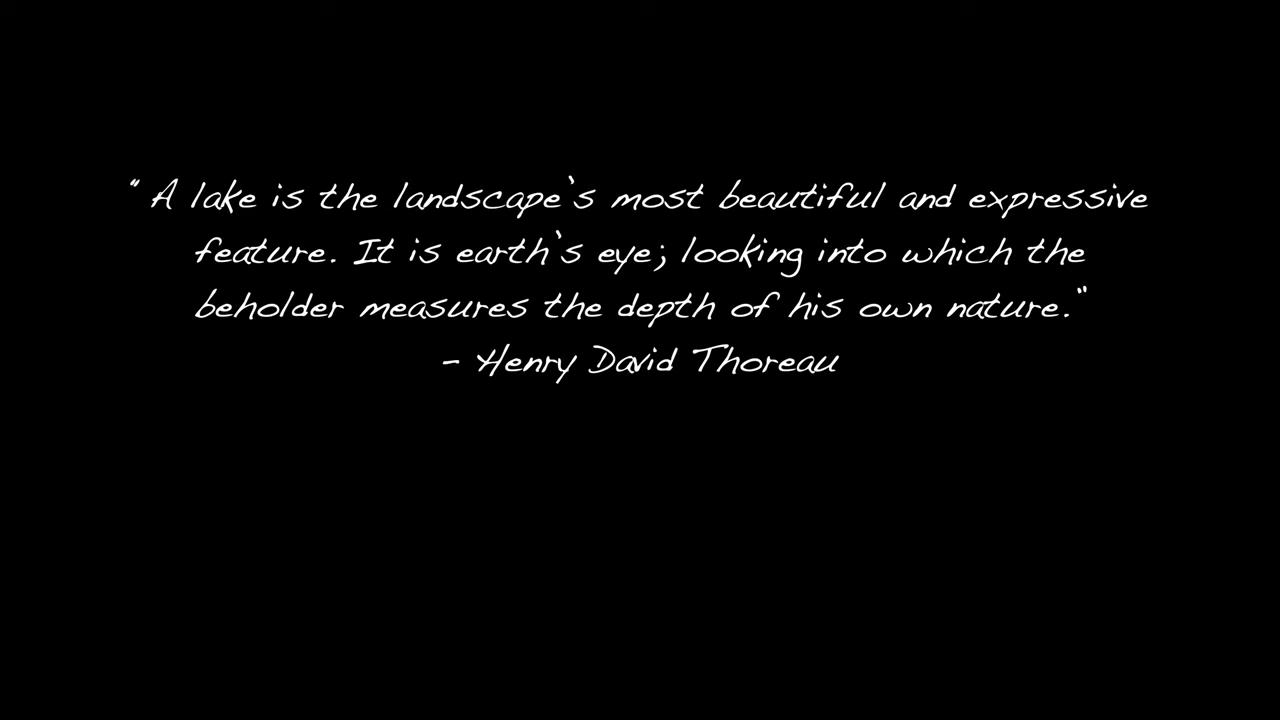 "A lake is the landscape's most beautiful and expressive
feature. It is earth's eye; looking into which the
beholder measures the depth of his own nature."
- Henry David Thoreau